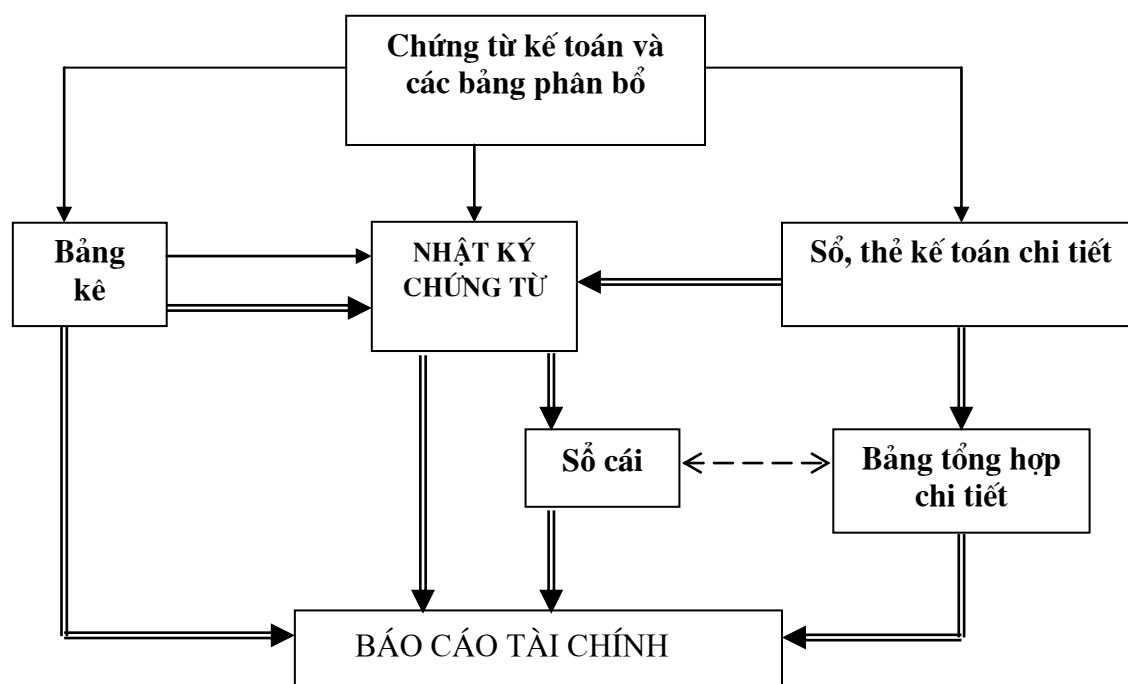 Chứng từ kế toán và
các bảng phân bổ
Bảng
kê
NHẬT KÝ
CHỨNG TỪ
Sổ, thẻ kế toán chi tiết
Sổ cái
Bảng tổng hợp
chi tiết
BÁO CÁO TÀI CHÍNH